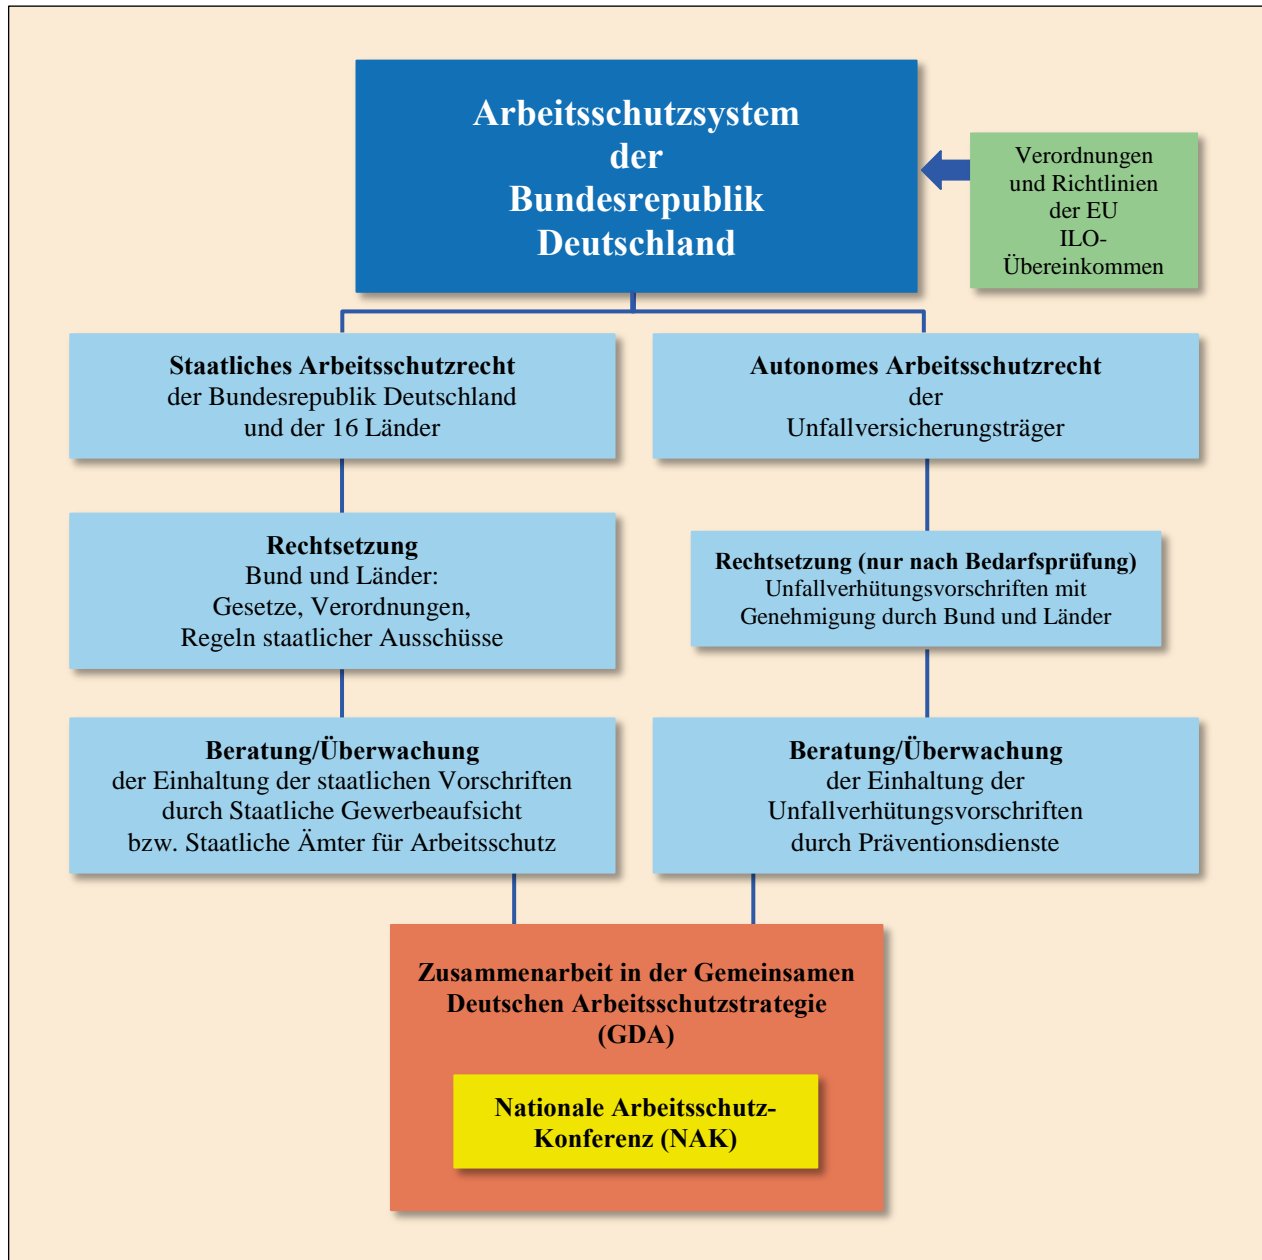 Arbeitsschutzsystem
der
Bundesrepublik
Deutschland
Verordnungen
und Richtlinien
der EU
ILO-
Übereinkommen
Staatliches Arbeitsschutzrecht
der Bundesrepublik Deutschland
und der 16 Länder
Autonomes Arbeitsschutzrecht
der
Unfallversicherungsträger
Rechtsetzung
Bund und Länder:
Gesetze, Verordnungen,
Regeln staatlicher Ausschüsse
Rechtsetzung (nur nach Bedarfsprüfung)
Unfallverhütungsvorschriften mit
Genehmigung durch Bund und Länder
Beratung/Überwachung
der Einhaltung der staatlichen Vorschriften
durch Staatliche Gewerbeaufsicht
bzw. Staatliche Ämter für Arbeitsschutz
Beratung/Überwachung
der Einhaltung der
Unfallverhütungsvorschriften
durch Präventionsdienste
Zusammenarbeit in der Gemeinsamen
Deutschen Arbeitsschutzstrategie
(GDA)
Nationale Arbeitsschutz-
Konferenz (NAK)